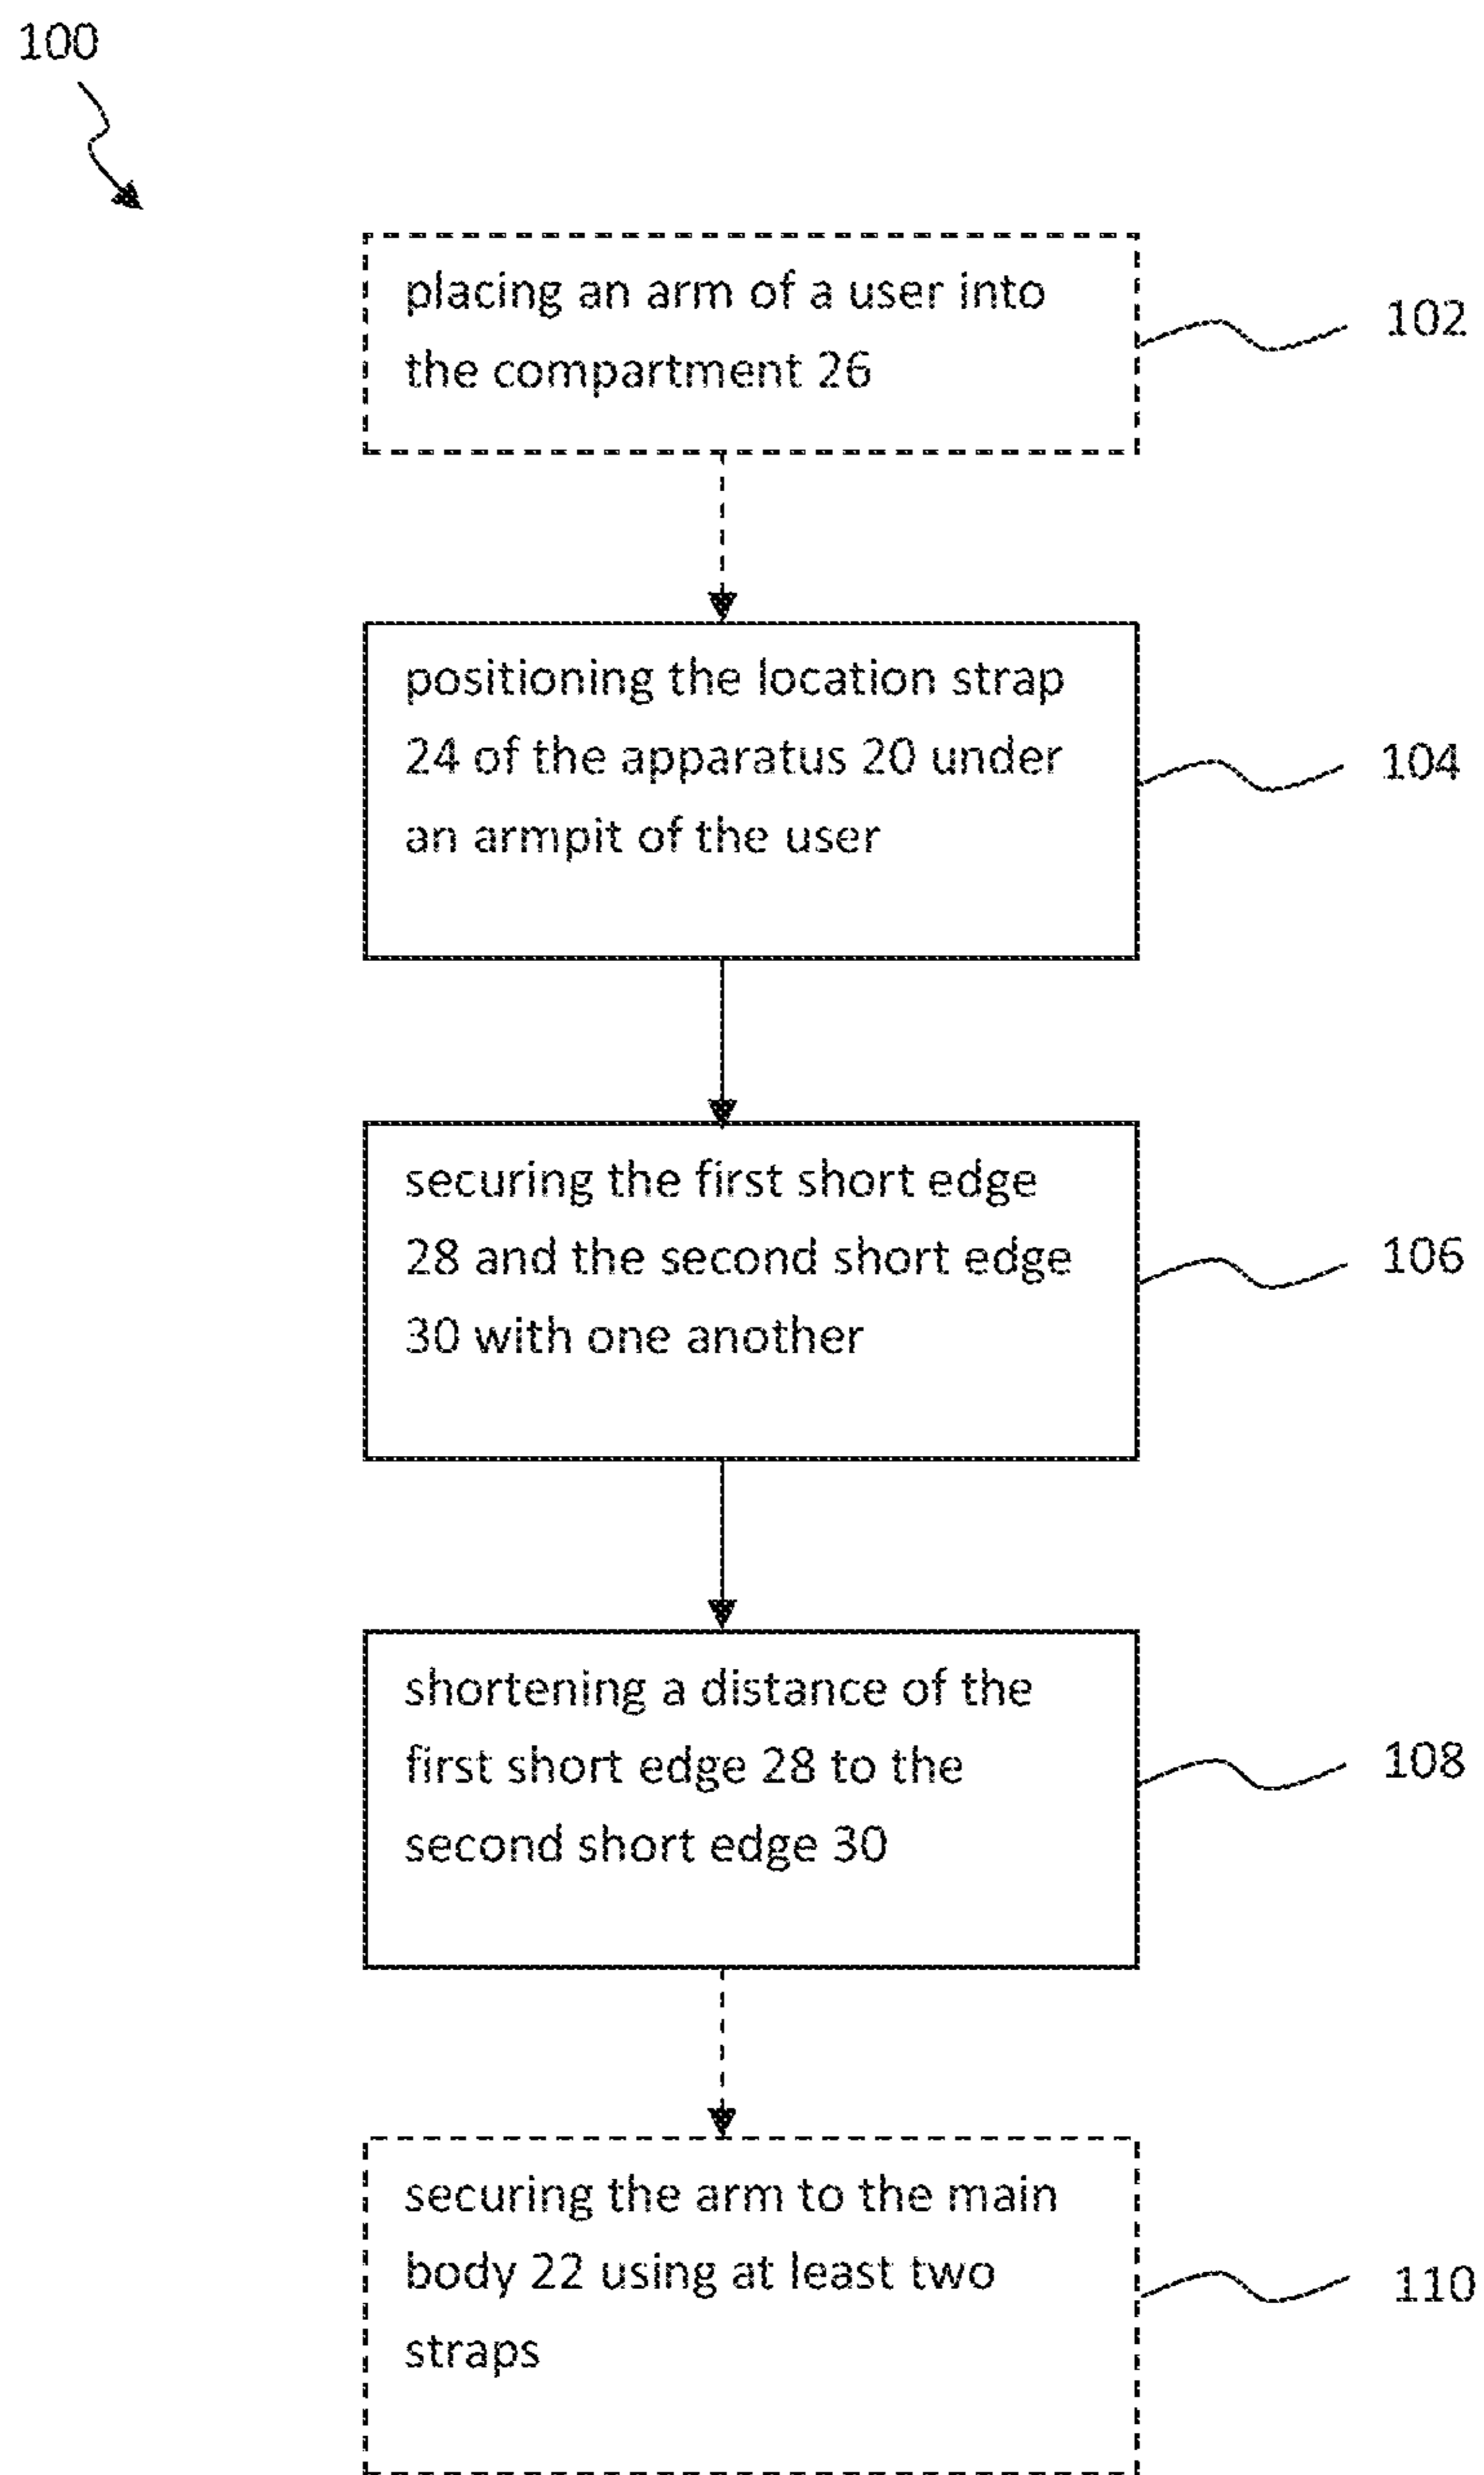 100
placing an arm of a user into
the compartment 26
102
positioning the location strap
24 of the apparatus 20 under
an armpit of the user
104
securing the first short edge
28 and the second short edge
30 with one another
106
shortening a distance of the
first short edge 28 to the
second short edge 30
108
securing the arm to the main
body 22 using at least two
straps
110